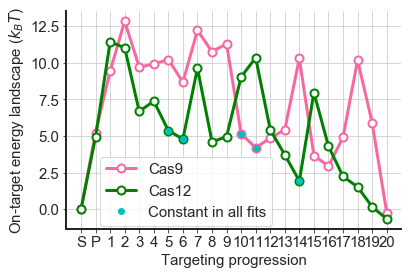 On-target energy landscape (k_BT)
12.5
10.0
7.5
5.0
2.5
0.0
Cas9
Cas12
Constant in all fits
S P 1 2 3 4 5 6 7 8 9 10 11 12 13 14 15 16 17 18 19 20
Targeting progression